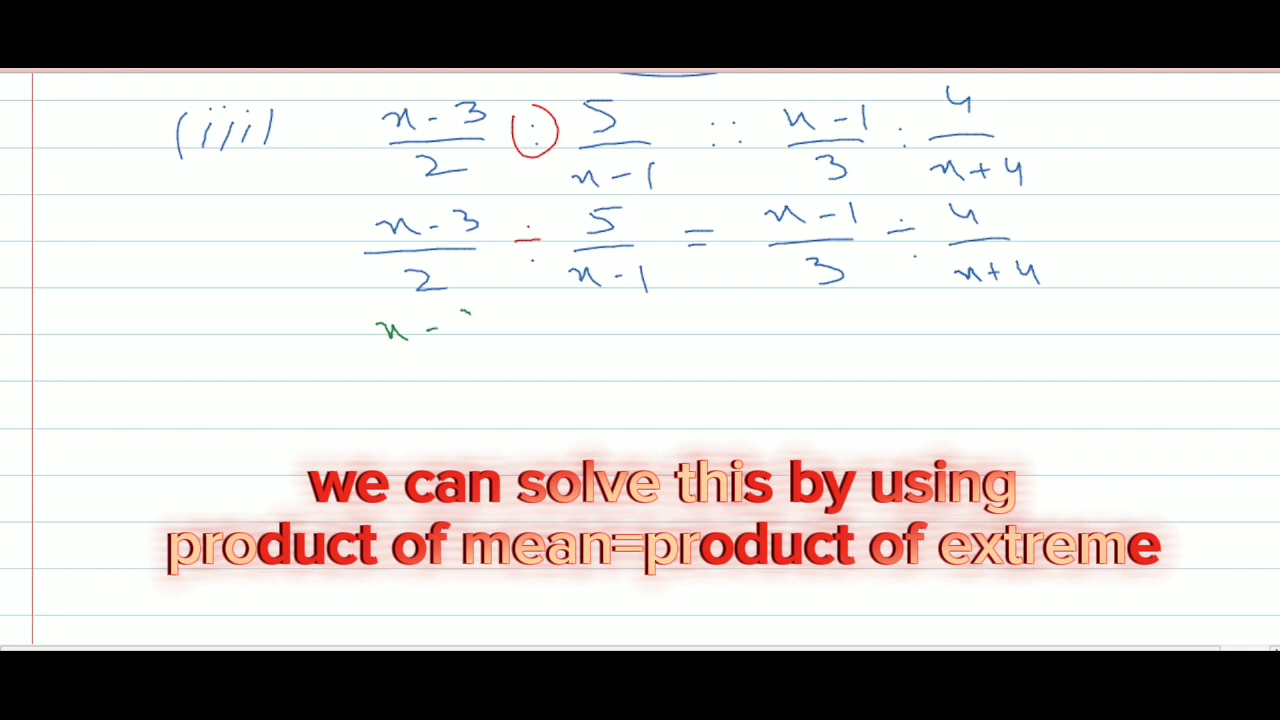 (iii) x-3/2 : 5/x-1 :: x-1/3 : 4/x+4
x-3/2 ÷ 5/x-1 = x-1/3 ÷ 4/x+4
x -
we can solve this by using
product of mean=product of extreme